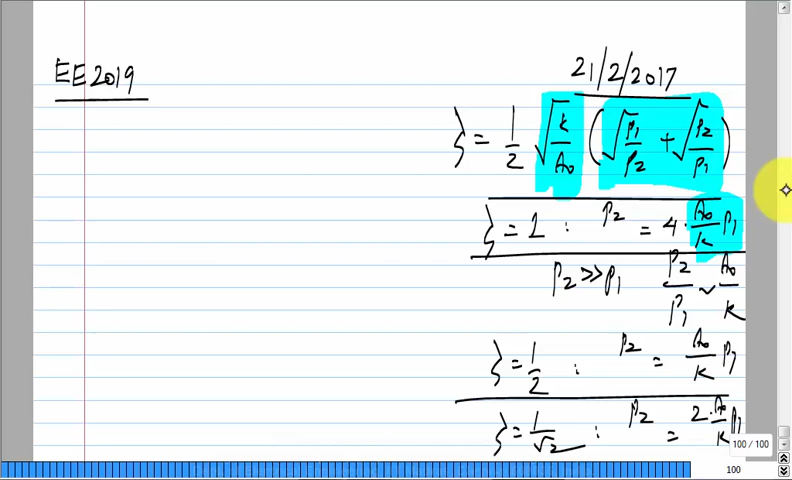 EE2019
21/2/2017
ζ = 1/2 √(k/A₀) (√(p₁/p₂) + √(p₂/p₁))
ζ = 1 : p₂ = 4 · A₀/k p₁
p₂ >> p₁ p₂/p₁ ~ A₀/k
ζ = 1/2 : p₂ = A₀/k p₁
ζ = 1/√2 : p₂ = 2·A₀/k p₁
100 / 100
100